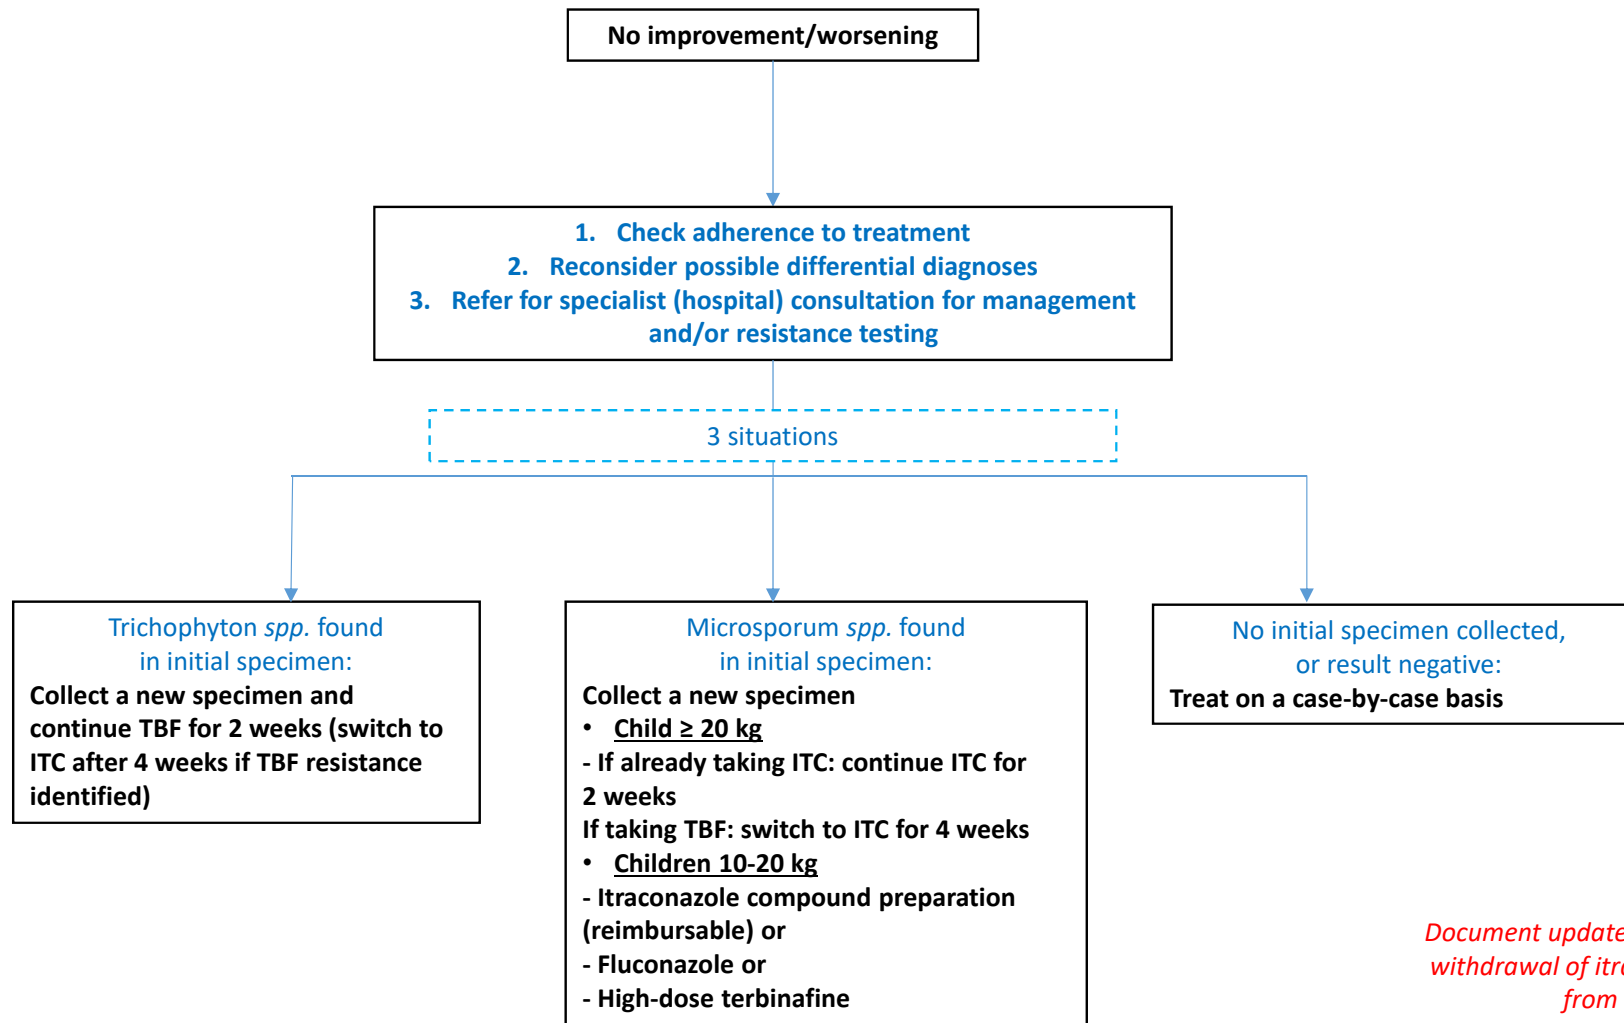 No improvement/worsening
1. Check adherence to treatment
2. Reconsider possible differential diagnoses
3. Refer for specialist (hospital) consultation for management
and/or resistance testing
3 situations
Trichophyton spp. found
in initial specimen:
Collect a new specimen and
continue TBF for 2 weeks (switch to
ITC after 4 weeks if TBF resistance
identified)
Microsporum spp. found
in initial specimen:
Collect a new specimen
• Child ≥ 20 kg
- If already taking ITC: continue ITC for
2 weeks
If taking TBF: switch to ITC for 4 weeks
• Children 10-20 kg
- Itraconazole compound preparation
(reimbursable) or
- Fluconazole or
- High-dose terbinafine
No initial specimen collected,
or result negative:
Treat on a case-by-case basis
Document update
withdrawal of itra
from